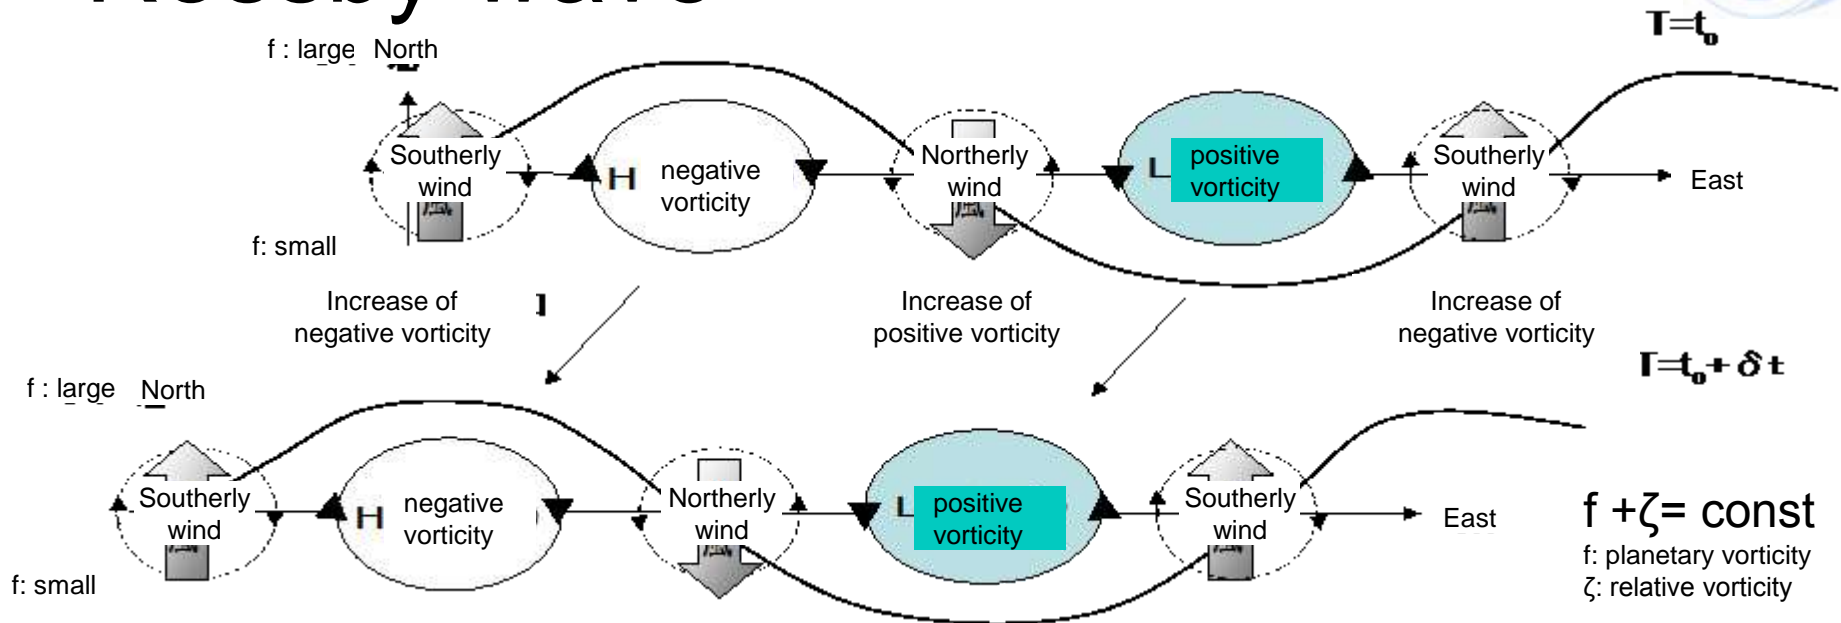 Rossby wave
T=t₀
f : large North
Southerly
wind
H
negative
vorticity
Northerly
wind
L
positive
vorticity
Southerly
wind
East
f: small
Increase of
negative vorticity
Increase of
positive vorticity
Increase of
negative vorticity
T=t₀+ δ t
f : large North
Southerly
wind
H
negative
vorticity
Northerly
wind
L
positive
vorticity
Southerly
wind
East
f: small
f +ζ= const
f: planetary vorticity
ζ: relative vorticity